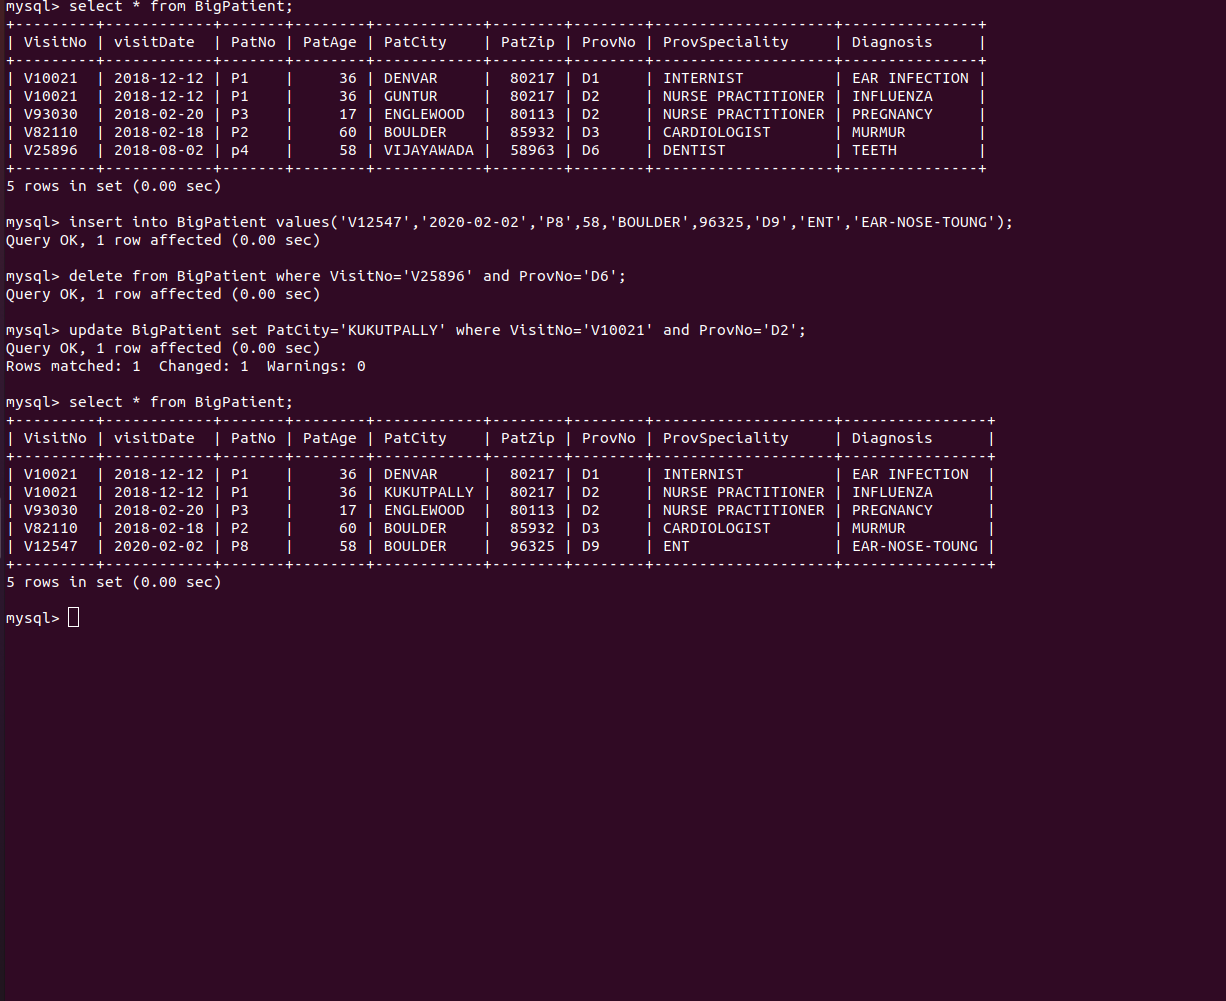 mysql> select * from BigPatient;
+---------+------------+-------+--------+------------+--------+--------+--------------------+---------------+
| VisitNo | visitDate  | PatNo | PatAge | PatCity    | PatZip | ProvNo | ProvSpeciality     | Diagnosis     |
+---------+------------+-------+--------+------------+--------+--------+--------------------+---------------+
| V10021  | 2018-12-12 | P1    |     36 | DENVAR     |  80217 | D1     | INTERNIST          | EAR INFECTION |
| V10021  | 2018-12-12 | P1    |     36 | GUNTUR     |  80217 | D2     | NURSE PRACTITIONER | INFLUENZA     |
| V93030  | 2018-02-20 | P3    |     17 | ENGLEWOOD  |  80113 | D2     | NURSE PRACTITIONER | PREGNANCY     |
| V82110  | 2018-02-18 | P2    |     60 | BOULDER    |  85932 | D3     | CARDIOLOGIST       | MURMUR        |
| V25896  | 2018-08-02 | p4    |     58 | VIJAYAWADA |  58963 | D6     | DENTIST            | TEETH         |
+---------+------------+-------+--------+------------+--------+--------+--------------------+---------------+
5 rows in set (0.00 sec)
mysql> insert into BigPatient values('V12547','2020-02-02','P8',58,'BOULDER',96325,'D9','ENT','EAR-NOSE-TOUNG');
Query OK, 1 row affected (0.00 sec)
mysql> delete from BigPatient where VisitNo='V25896' and ProvNo='D6';
Query OK, 1 row affected (0.00 sec)
mysql> update BigPatient set PatCity='KUKUTPALLY' where VisitNo='V10021' and ProvNo='D2';
Query OK, 1 row affected (0.00 sec)
Rows matched: 1  Changed: 1  Warnings: 0
mysql> select * from BigPatient;
+---------+------------+-------+--------+------------+--------+--------+--------------------+----------------+
| VisitNo | visitDate  | PatNo | PatAge | PatCity    | PatZip | ProvNo | ProvSpeciality     | Diagnosis      |
+---------+------------+-------+--------+------------+--------+--------+--------------------+----------------+
| V10021  | 2018-12-12 | P1    |     36 | DENVAR     |  80217 | D1     | INTERNIST          | EAR INFECTION  |
| V10021  | 2018-12-12 | P1    |     36 | KUKUTPALLY |  80217 | D2     | NURSE PRACTITIONER | INFLUENZA      |
| V93030  | 2018-02-20 | P3    |     17 | ENGLEWOOD  |  80113 | D2     | NURSE PRACTITIONER | PREGNANCY      |
| V82110  | 2018-02-18 | P2    |     60 | BOULDER    |  85932 | D3     | CARDIOLOGIST       | MURMUR         |
| V12547  | 2020-02-02 | P8    |     58 | BOULDER    |  96325 | D9     | ENT                | EAR-NOSE-TOUNG |
+---------+------------+-------+--------+------------+--------+--------+--------------------+----------------+
5 rows in set (0.00 sec)
mysql>